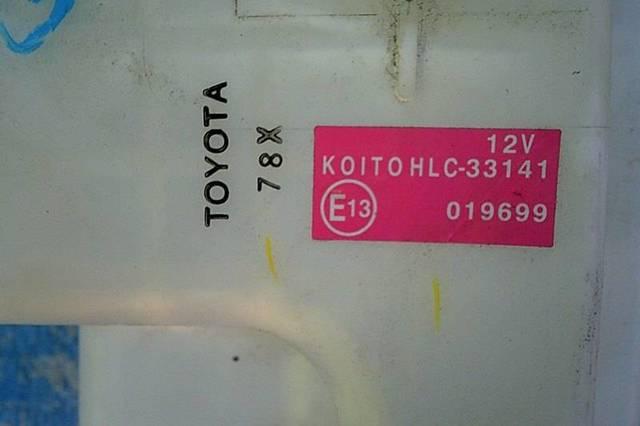 TOYOTA
78X
12V
KOITO HLC-33141
E13
019699